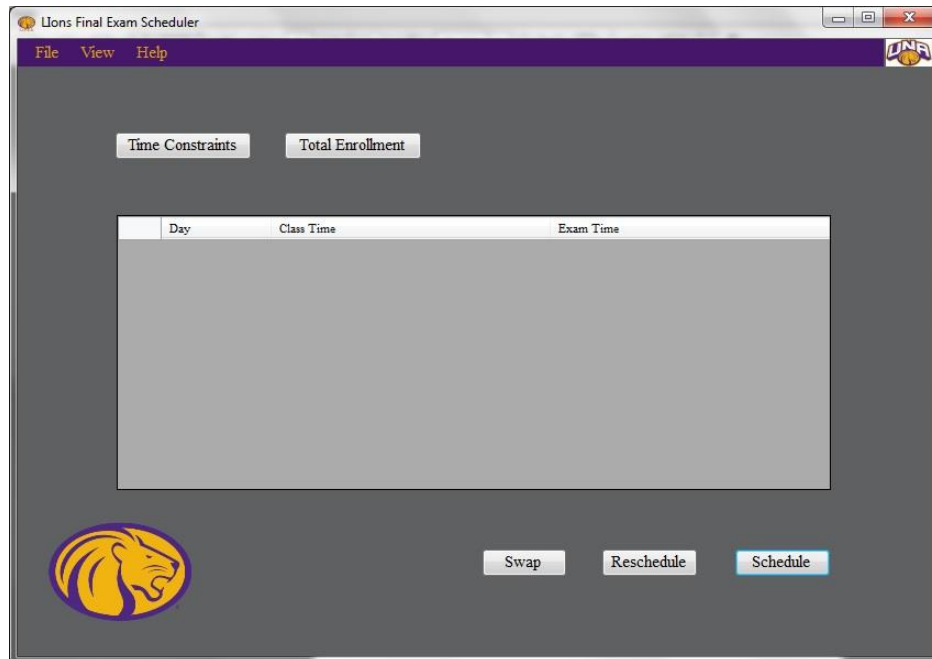 LIons Final Exam Scheduler
File View Help
UNA
Time Constraints Total Enrollment
Day Class Time Exam Time
Swap Reschedule Schedule